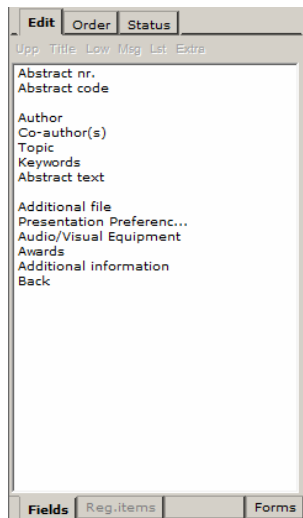 Edit Order Status
Upp Title Low Msg Lst Extra
Abstract nr.
Abstract code
Author
Co-author(s)
Topic
Keywords
Abstract text
Additional file
Presentation Preferenc...
Audio/Visual Equipment
Awards
Additional information
Back
Fields Reg.items Forms